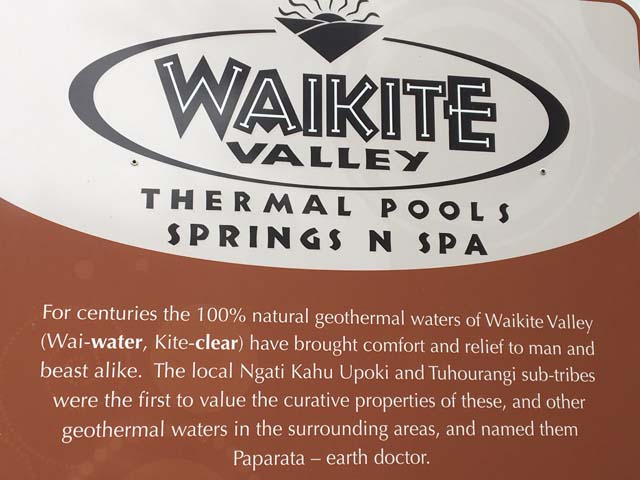 WAIKITE
VALLEY
THERMAL POOLS
SPRINGS N SPA
For centuries the 100% natural geothermal waters of Waikite Valley
(Wai-water, Kite-clear) have brought comfort and relief to man and
beast alike. The local Ngati Kahu Upoki and Tuhourangi sub-tribes
were the first to value the curative properties of these, and other
geothermal waters in the surrounding areas, and named them
Paparata – earth doctor.